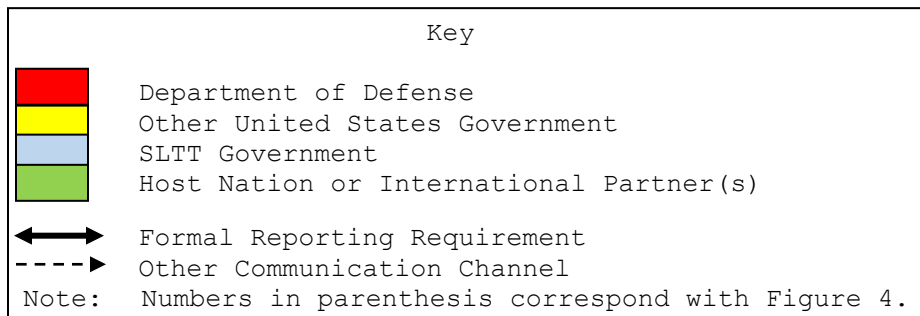 Key
Department of Defense
Other United States Government
SLTT Government
Host Nation or International Partner(s)
Formal Reporting Requirement
Other Communication Channel
Note: Numbers in parenthesis correspond with Figure 4.